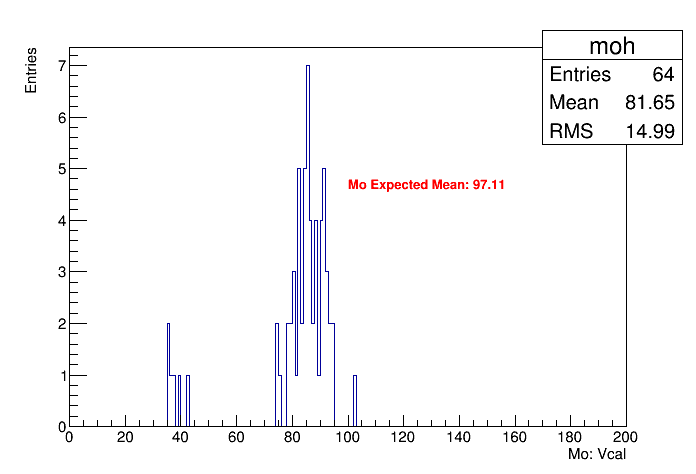 moh
Entries 64
Mean 81.65
RMS 14.99
Entries
7
6
5
4
3
2
1
0
Mo Expected Mean: 97.11
0 20 40 60 80 100 120 140 160 180 200
Mo: Vcal